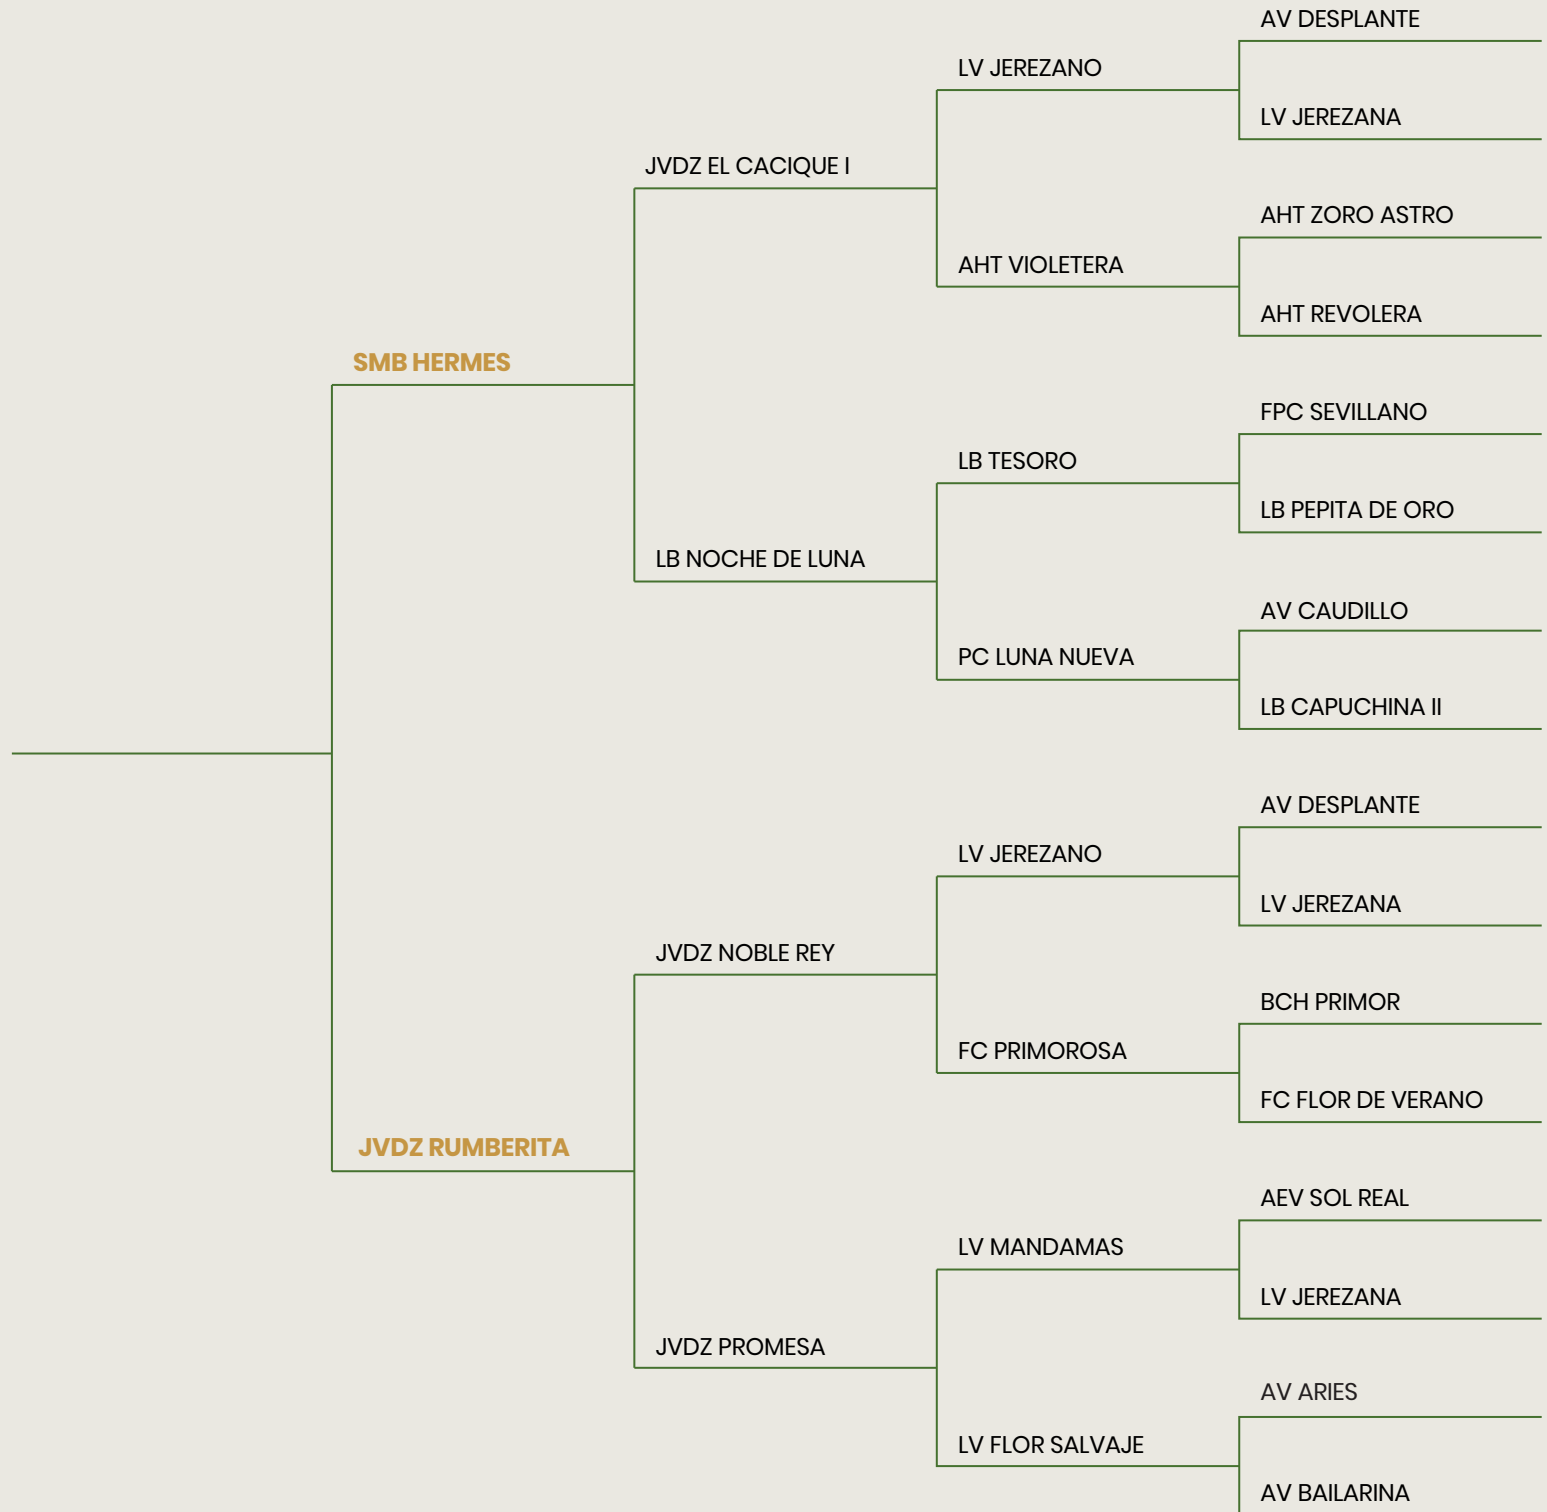 AV DESPLANTE
LV JEREZANO
LV JEREZANA
JVDZ EL CACIQUE I
AHT ZORO ASTRO
AHT VIOLETERA
AHT REVOLERA
SMB HERMES
FPC SEVILLANO
LB TESORO
LB PEPITA DE ORO
LB NOCHE DE LUNA
AV CAUDILLO
PC LUNA NUEVA
LB CAPUCHINA II
AV DESPLANTE
LV JEREZANO
LV JEREZANA
JVDZ NOBLE REY
BCH PRIMOR
FC PRIMOROSA
FC FLOR DE VERANO
JVDZ RUMBERITA
AEV SOL REAL
LV MANDAMAS
LV JEREZANA
JVDZ PROMESA
AV ARIES
LV FLOR SALVAJE
AV BAILARINA